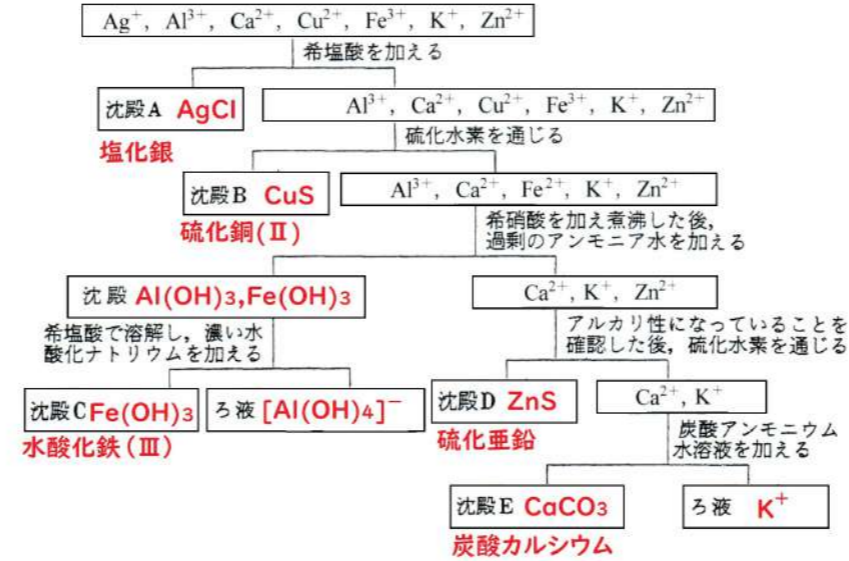 Ag⁺, Al³⁺, Ca²⁺, Cu²⁺, Fe³⁺, K⁺, Zn²⁺
希塩酸を加える
沈殿A AgCl
塩化銀
Al³⁺, Ca²⁺, Cu²⁺, Fe³⁺, K⁺, Zn²⁺
硫化水素を通じる
沈殿B CuS
硫化銅(Ⅱ)
Al³⁺, Ca²⁺, Fe²⁺, K⁺, Zn²⁺
希硝酸を加え煮沸した後,
過剰のアンモニア水を加える
沈殿 Al(OH)₃,Fe(OH)₃
Ca²⁺, K⁺, Zn²⁺
希塩酸で溶解し, 濃い水
酸化ナトリウムを加える
アルカリ性になっていることを
確認した後, 硫化水素を通じる
沈殿C Fe(OH)₃
水酸化鉄(Ⅲ)
ろ液 [Al(OH)₄]⁻
沈殿D ZnS
硫化亜鉛
Ca²⁺, K⁺
炭酸アンモニウム
水溶液を加える
沈殿E CaCO₃
炭酸カルシウム
ろ液 K⁺